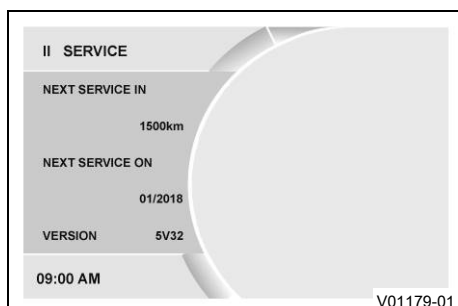 II SERVICE
NEXT SERVICE IN
1500km
NEXT SERVICE ON
01/2018
VERSION 5V32
09:00 AM
V01179-01